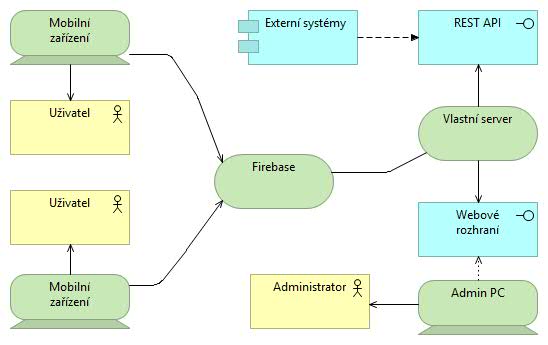 Mobilní
zařízení
Externí systémy
REST API
Uživatel
Vlastní server
Firebase
Uživatel
Webové
rozhraní
Mobilní
zařízení
Administrator
Admin PC